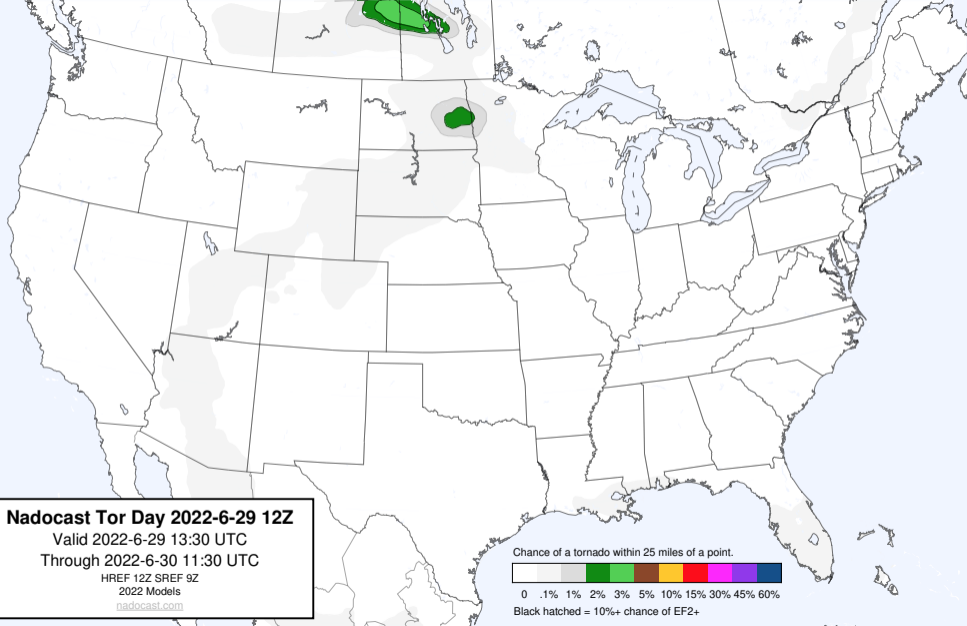 Nadocast Tor Day 2022-6-29 12Z
Valid 2022-6-29 13:30 UTC
Through 2022-6-30 11:30 UTC
HREF 12Z SREF 9Z
2022 Models
nadocast.com
Chance of a tornado within 25 miles of a point.
0 .1% 1% 2% 3% 5% 10% 15% 30% 45% 60%
Black hatched = 10%+ chance of EF2+